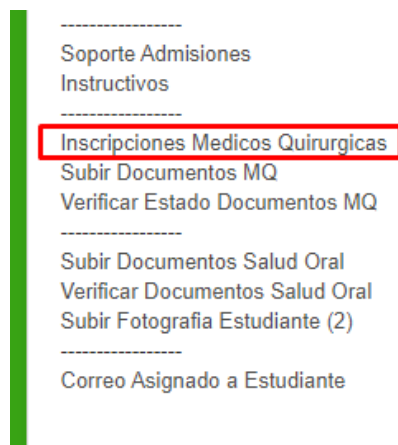 -----------------
Soporte Admisiones
Instructivos
-----------------
Inscripciones Medicos Quirurgicas
Subir Documentos MQ
Verificar Estado Documentos MQ
-----------------
Subir Documentos Salud Oral
Verificar Documentos Salud Oral
Subir Fotografia Estudiante (2)
-----------------
Correo Asignado a Estudiante